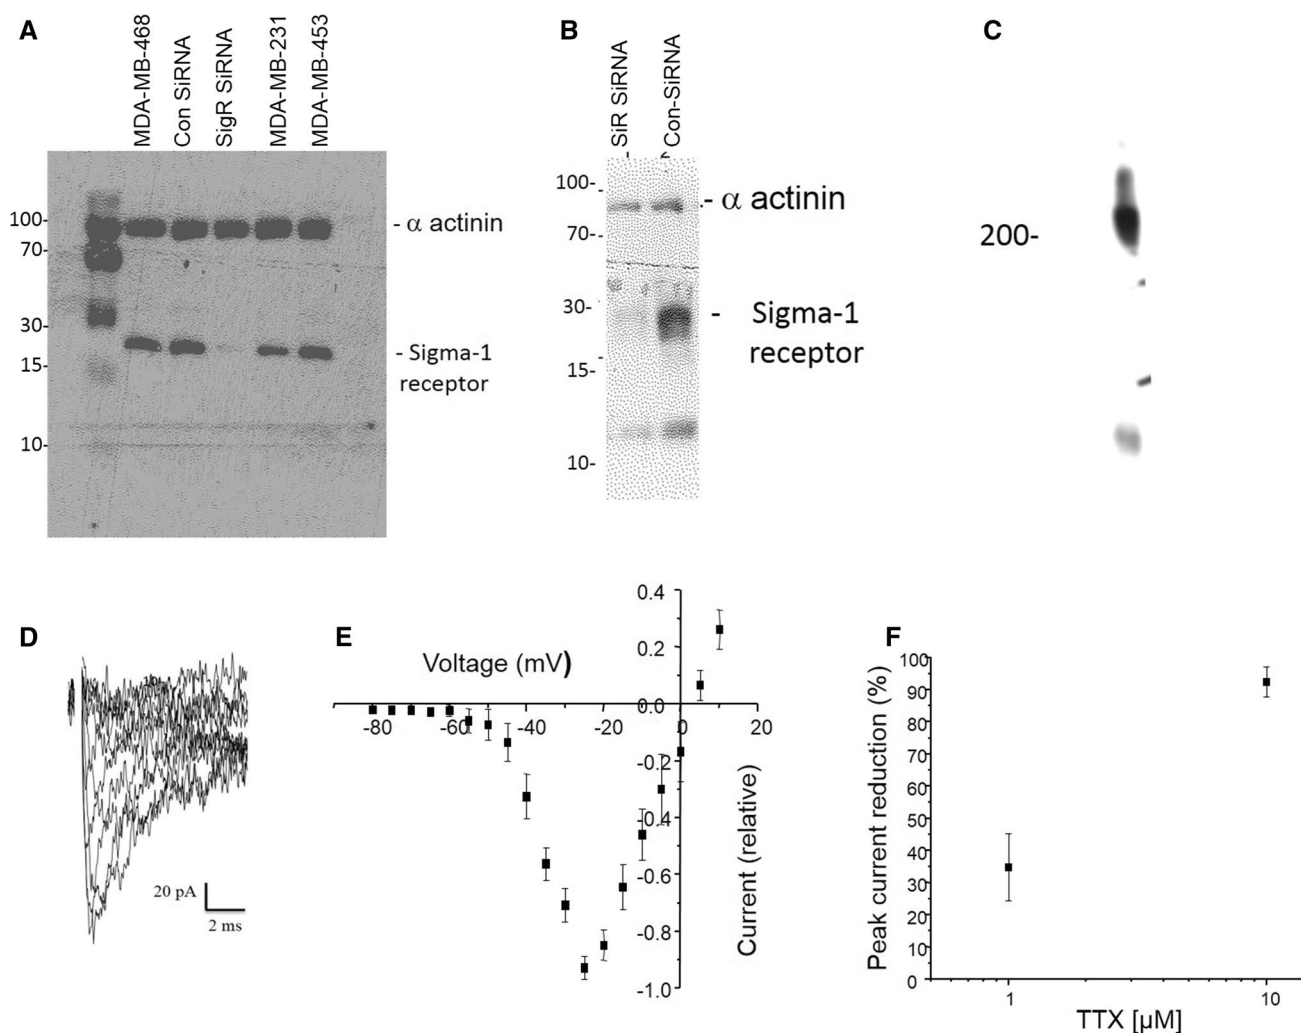 A
MDA-MB-468
Con SiRNA
SigR SiRNA
MDA-MB-231
MDA-MB-453
100-
70-
30-
15-
10-
- α actinin
- Sigma-1
receptor
B
SiR SiRNA
Con-SiRNA
100-
70-
30-
15-
10-
- α actinin
- Sigma-1
receptor
C
200-
D
20 pA
2 ms
E
Voltage (mV)
0.4
0.2
0.0
-0.2
-0.4
-0.6
-0.8
-1.0
-80
-60
-40
-20
0
20
Current (relative)
F
Peak current reduction (%)
100
90
80
70
60
50
40
30
20
10
0
1
10
TTX [µM]